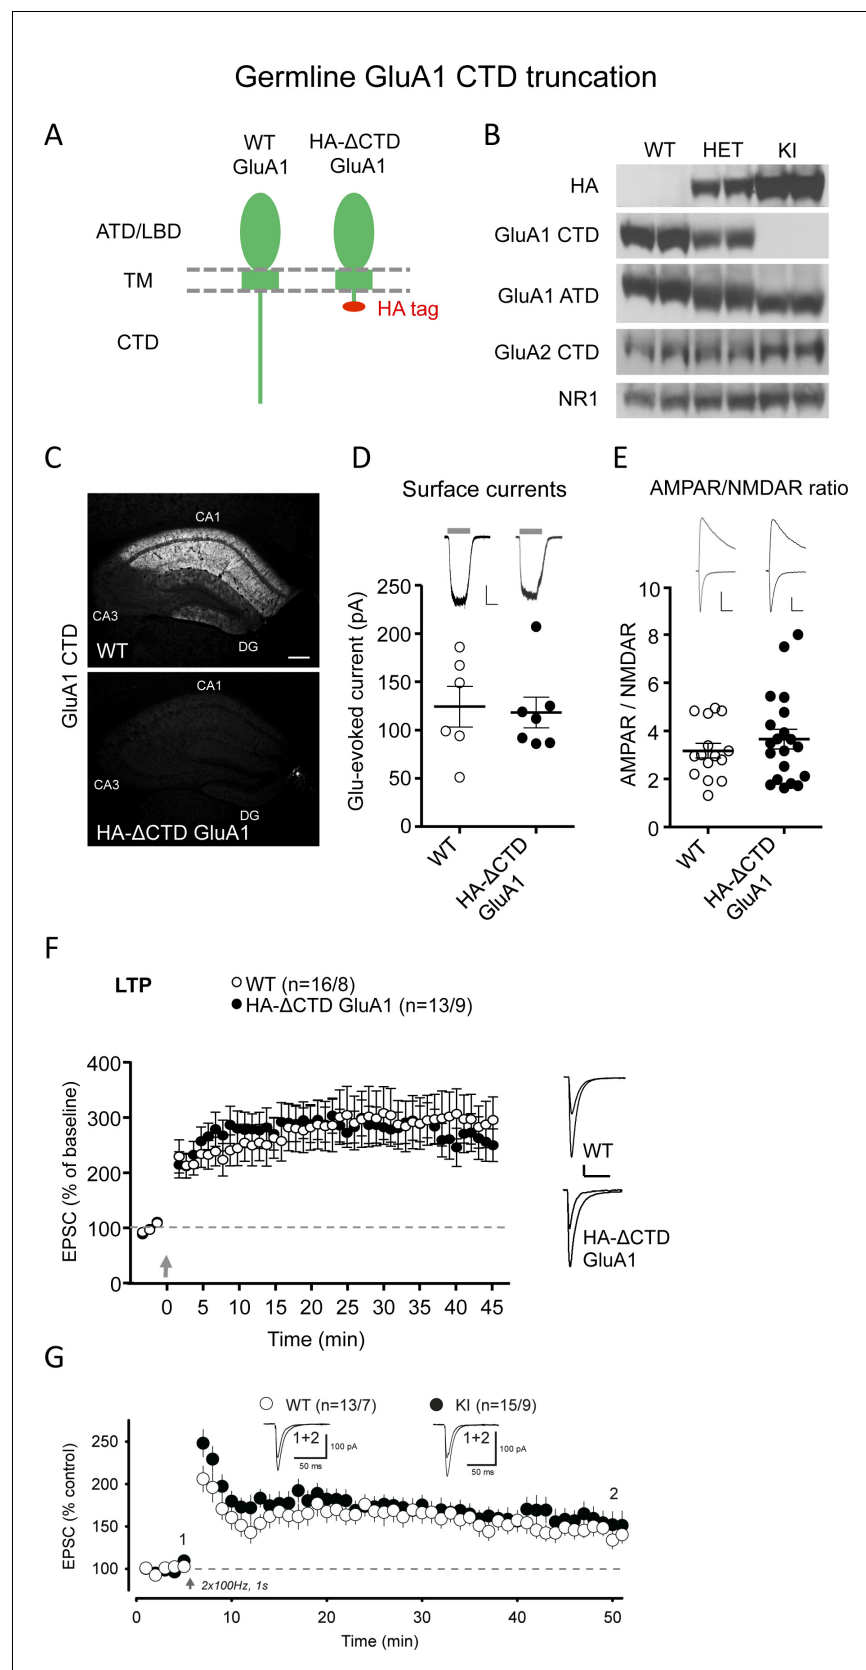 Germline GluA1 CTD truncation
A
WT
GluA1
HA-ΔCTD
GluA1
ATD/LBD
TM
CTD
HA tag
B
WT HET KI
HA
GluA1 CTD
GluA1 ATD
GluA2 CTD
NR1
C
GluA1 CTD
CA1
CA3
DG
WT
CA1
CA3
DG
HA-ΔCTD GluA1
D
Surface currents
Glu-evoked current (pA)
250
200
150
100
50
0
WT
HA-ΔCTD
GluA1
E
AMPAR/NMDAR ratio
AMPAR / NMDAR
10
8
6
4
2
0
WT
HA-ΔCTD
GluA1
F
LTP
WT (n=16/8)
HA-ΔCTD GluA1 (n=13/9)
EPSC (% of baseline)
400
300
200
100
0
0 5 10 15 20 25 30 35 40 45
Time (min)
WT
HA-ΔCTD
GluA1
G
WT (n=13/7)
KI (n=15/9)
1+2
100 pA
50 ms
1+2
100 pA
50 ms
EPSC (% control)
250
200
150
100
1
2
2x100Hz, 1s
0 10 20 30 40 50
Time (min)